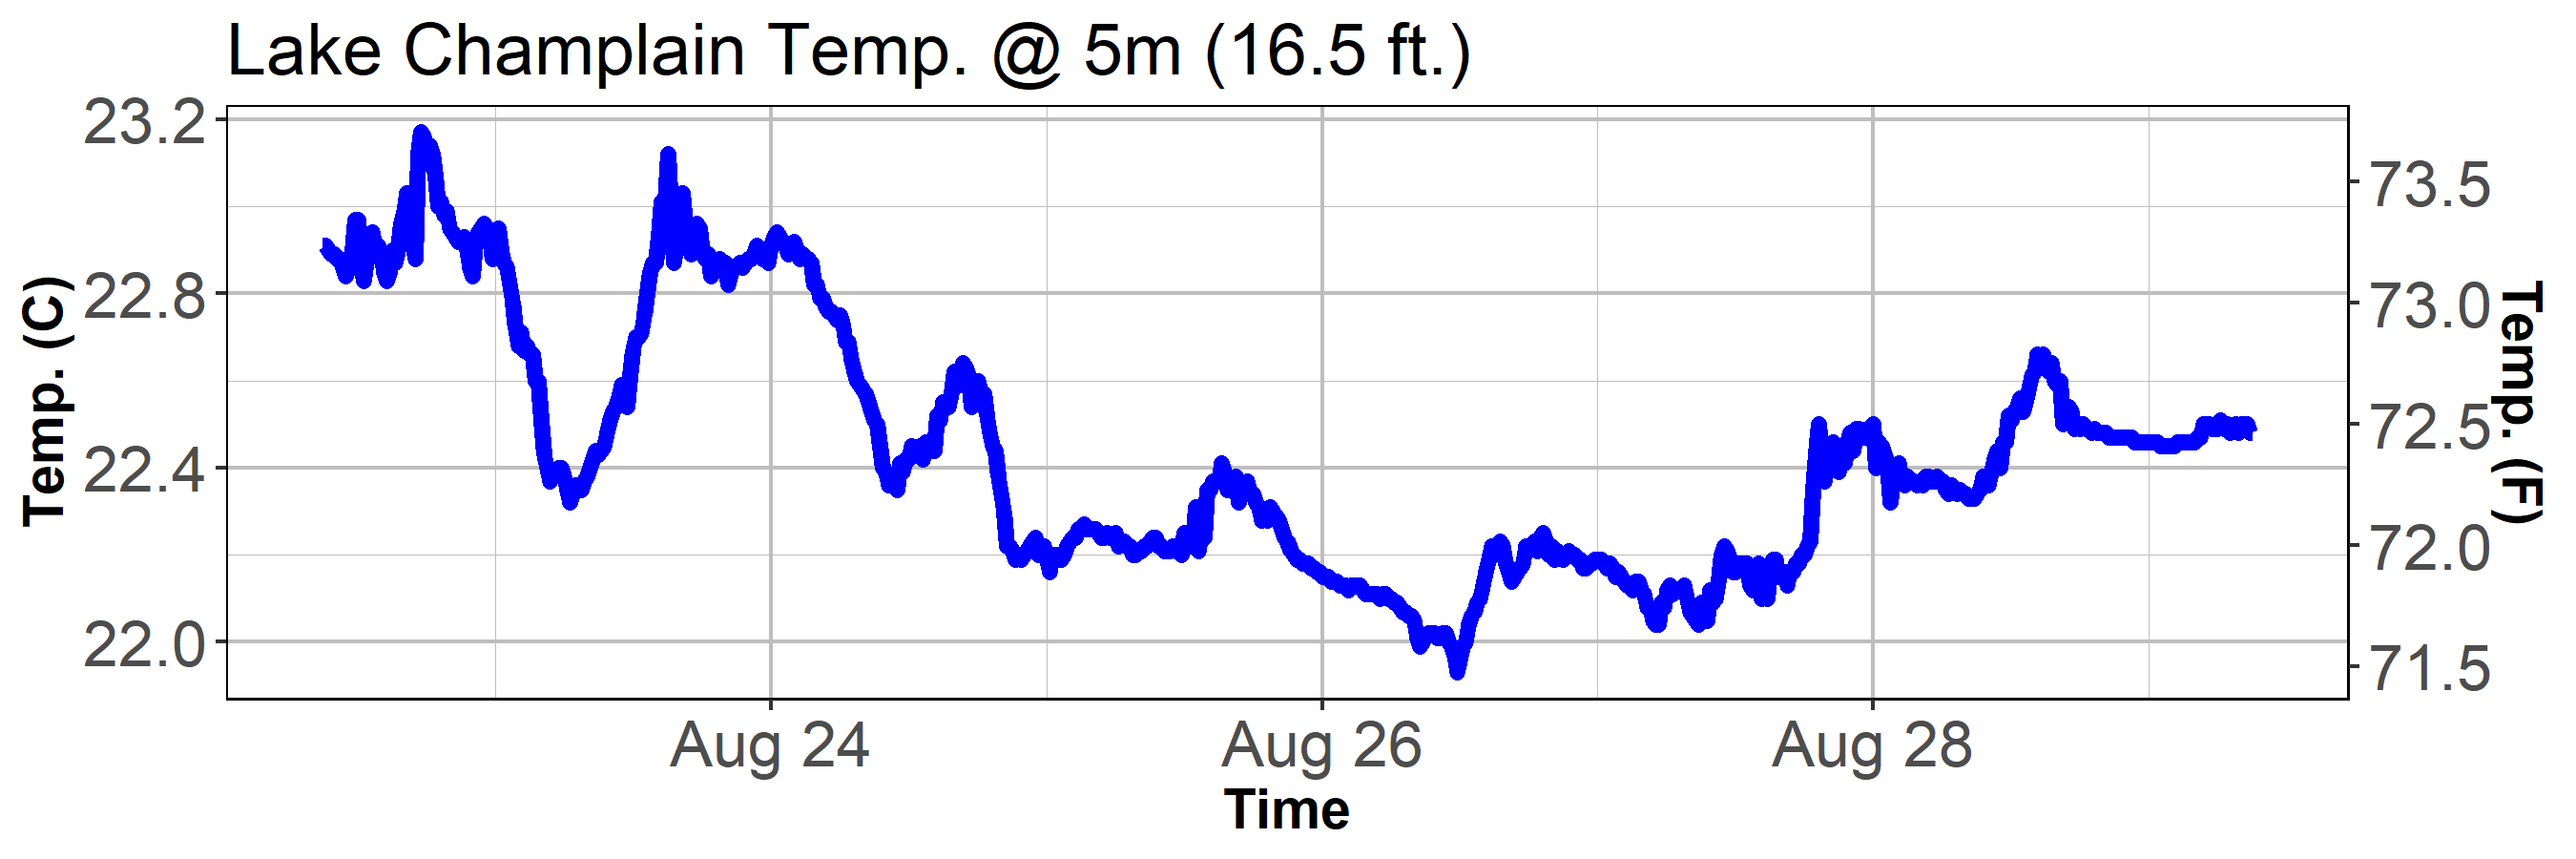 Lake Champlain Temp. @ 5m (16.5 ft.)
23.2
22.8
22.4
22.0
Temp. (C)
73.5
73.0
72.5
72.0
71.5
Temp. (F)
Aug 24
Aug 26
Aug 28
Time